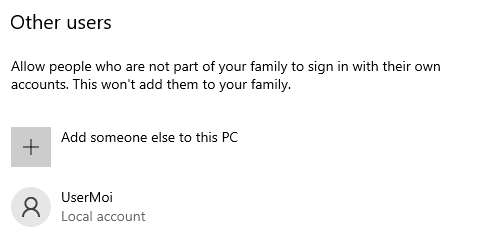 Other users
Allow people who are not part of your family to sign in with their own
accounts. This won't add them to your family.
Add someone else to this PC
UserMoi
Local account